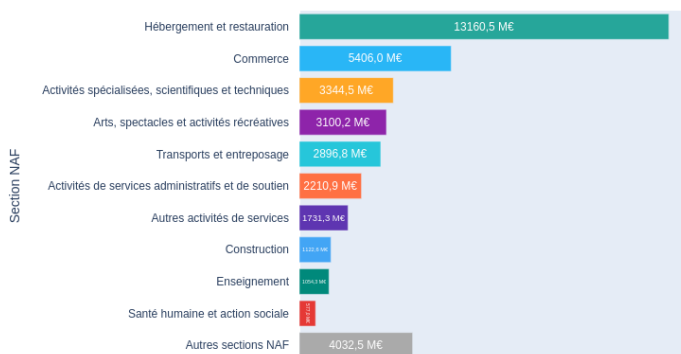 Hébergement et restauration 13160,5 M€
Commerce 5406,0 M€
Activités spécialisées, scientifiques et techniques 3344,5 M€
Arts, spectacles et activités récréatives 3100,2 M€
Transports et entreposage 2896,8 M€
Activités de services administratifs et de soutien 2210,9 M€
Autres activités de services 1731,3 M€
Construction
Enseignement
Santé humaine et action sociale
Autres sections NAF 4032,5 M€
Section NAF